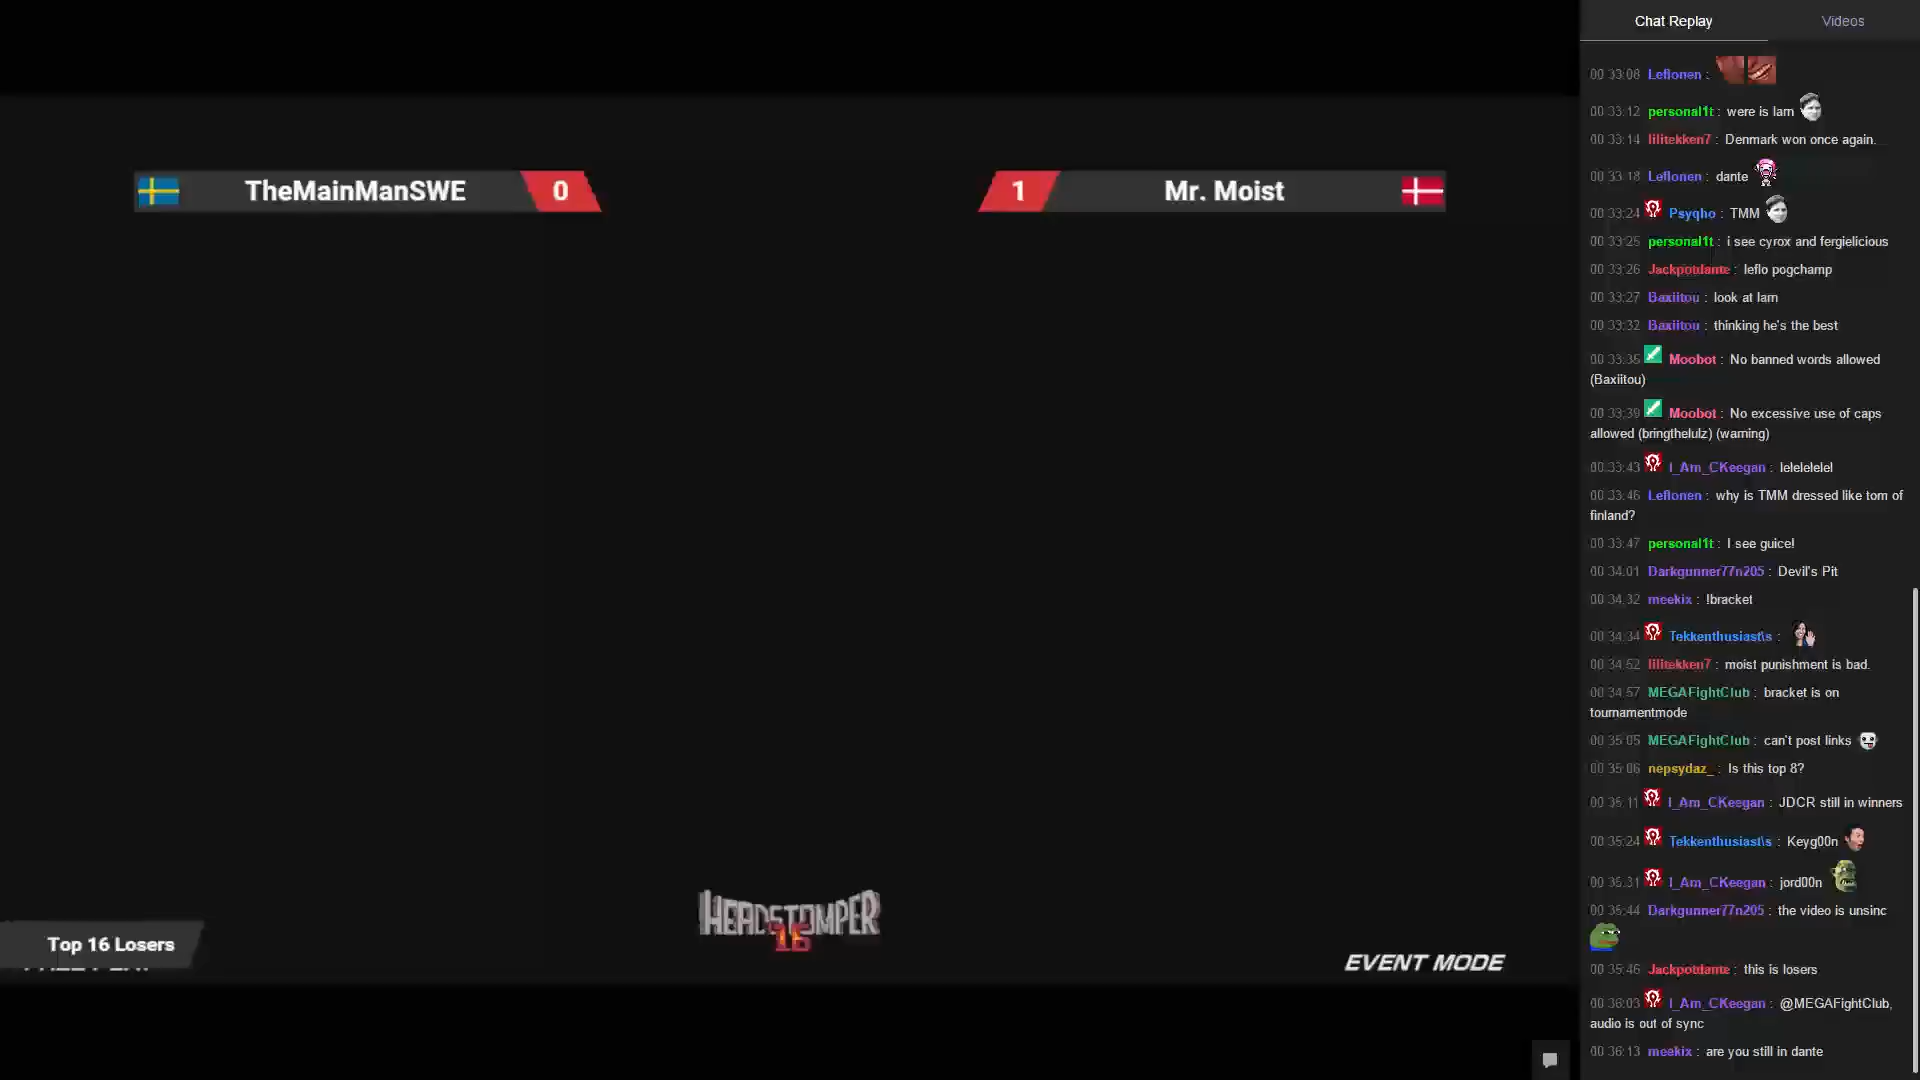 TheMainManSWE 0
1 Mr. Moist
HEADSTOMPER
16
Top 16 Losers
EVENT MODE
Chat Replay Videos
00:33:08 Leflonen :
00:33:12 personal1t : were is lam
00:33:14 lilitekken7 : Denmark won once again.
00:33:18 Leflonen : dante
00:33:24 Psyqho : TMM
00:33:25 personal1t : i see cyrox and fergielicious
00:33:26 Jackpotdante : leflo pogchamp
00:33:27 Baxiitou : look at lam
00:33:32 Baxiitou : thinking he's the best
00:33:35 Moobot : No banned words allowed
(Baxiitou)
00:33:39 Moobot : No excessive use of caps
allowed (bringthelulz) (warning)
00:33:43 I_Am_CKeegan : lelelelelel
00:33:46 Leflonen : why is TMM dressed like tom of
finland?
00:33:47 personal1t : I see guice!
00:34:01 Darkgunner77n205 : Devil's Pit
00:34:32 meekix : !bracket
00:34:34 Tekkenthusiast\s :
00:34:52 lilitekken7 : moist punishment is bad.
00:34:57 MEGAFightClub : bracket is on
tournamentmode
00:35:05 MEGAFightClub : can't post links
00:35:06 nepsydaz_ : Is this top 8?
00:35:11 I_Am_CKeegan : JDCR still in winners
00:35:24 Tekkenthusiast\s : Keyg00n
00:35:31 I_Am_CKeegan : jord00n
00:35:44 Darkgunner77n205 : the video is unsinc
00:35:46 Jackpotdante : this is losers
00:36:03 I_Am_CKeegan : @MEGAFightClub,
audio is out of sync
00:36:13 meekix : are you still in dante